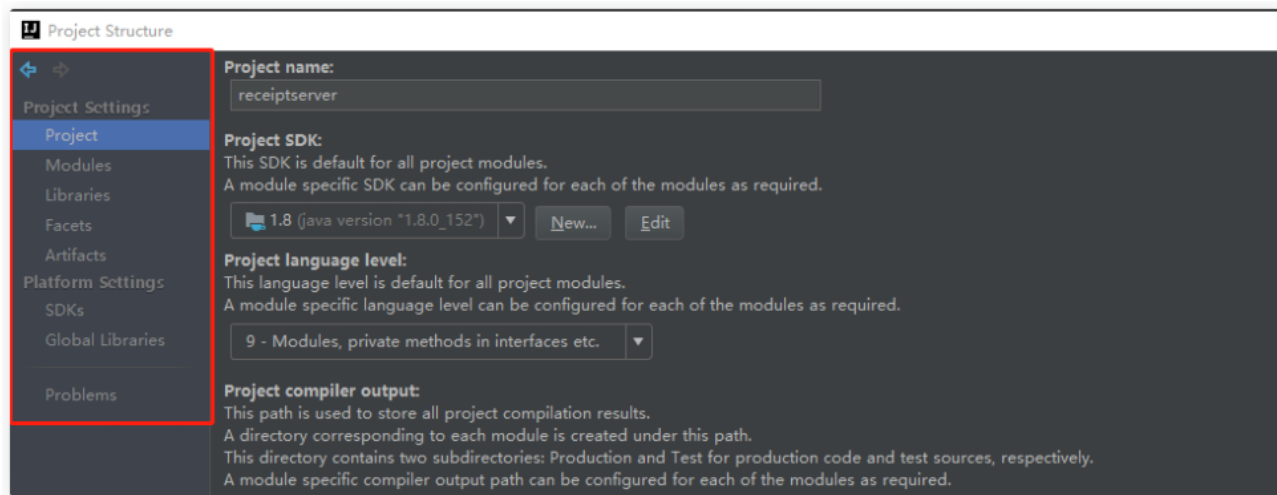 Project Structure
Project Settings
Project
Modules
Libraries
Facets
Artifacts
Platform Settings
SDKs
Global Libraries
Problems
Project name:
receiptserver
Project SDK:
This SDK is default for all project modules.
A module specific SDK can be configured for each of the modules as required.
1.8 (java version "1.8.0_152")
New...
Edit
Project language level:
This language level is default for all project modules.
A module specific language level can be configured for each of the modules as required.
9 - Modules, private methods in interfaces etc.
Project compiler output:
This path is used to store all project compilation results.
A directory corresponding to each module is created under this path.
This directory contains two subdirectories: Production and Test for production code and test sources, respectively.
A module specific compiler output path can be configured for each of the modules as required.